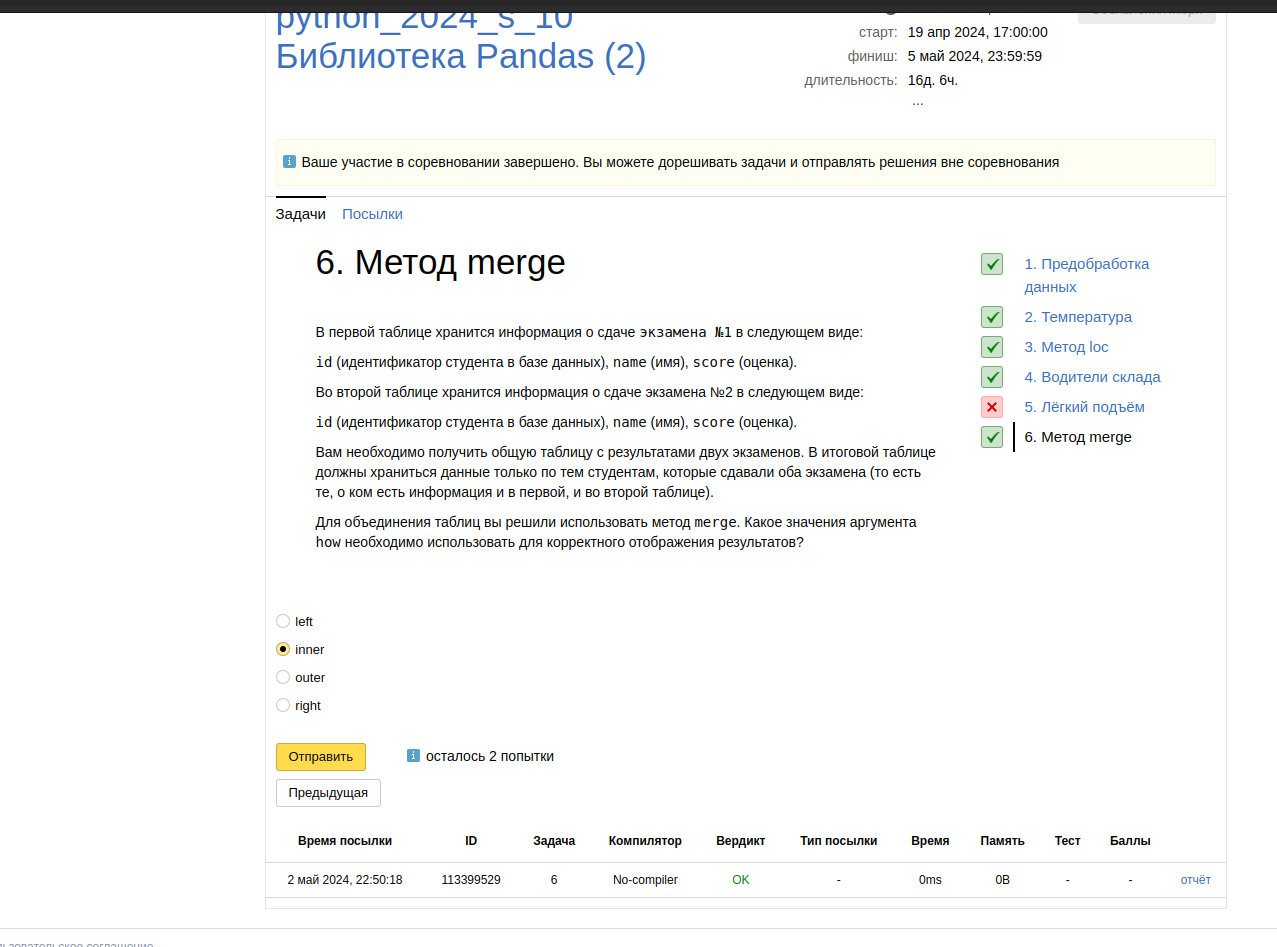 python_2024_s_10
старт: 19 апр 2024, 17:00:00
Библиотека Pandas (2)
финиш: 5 май 2024, 23:59:59
длительность: 16д. 6ч.
...
Ваше участие в соревновании завершено. Вы можете дорешивать задачи и отправлять решения вне соревнования
Задачи Посылки
6. Метод merge
В первой таблице хранится информация о сдаче экзамена №1 в следующем виде:
id (идентификатор студента в базе данных), name (имя), score (оценка).
Во второй таблице хранится информация о сдаче экзамена №2 в следующем виде:
id (идентификатор студента в базе данных), name (имя), score (оценка).
Вам необходимо получить общую таблицу с результатами двух экзаменов. В итоговой таблице
должны храниться данные только по тем студентам, которые сдавали оба экзамена (то есть
те, о ком есть информация и в первой, и во второй таблице).
Для объединения таблиц вы решили использовать метод merge. Какое значения аргумента
how необходимо использовать для корректного отображения результатов?
1. Предобработка
данных
2. Температура
3. Метод loc
4. Водители склада
5. Лёгкий подъём
6. Метод merge
left
inner
outer
right
Отправить
осталось 2 попытки
Предыдущая
Время посылки ID Задача Компилятор Вердикт Тип посылки Время Память Тест Баллы
2 май 2024, 22:50:18 113399529 6 No-compiler OK - 0ms 0B - - отчёт